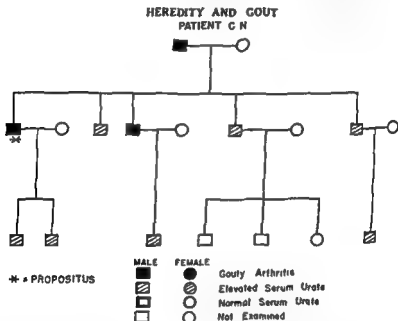 HEREDITY AND GOUT
PATIENT C H
*
* = PROPOSITUS
MALE FEMALE
Gouty Arthritis
Elevated Serum Urate
Normal Serum Urate
Not Examined